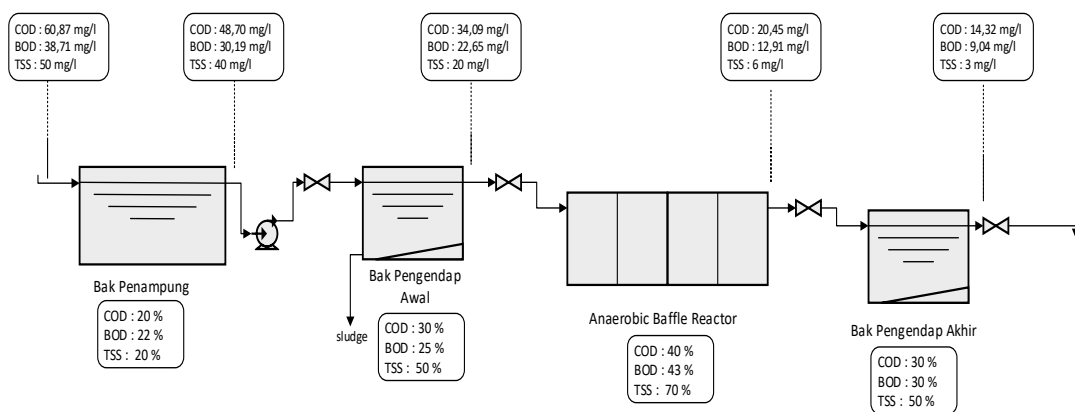 COD : 60,87 mg/l
BOD : 38,71 mg/l
TSS : 50 mg/l
COD : 48,70 mg/l
BOD : 30,19 mg/l
TSS : 40 mg/l
COD : 34,09 mg/l
BOD : 22,65 mg/l
TSS : 20 mg/l
COD : 20,45 mg/l
BOD : 12,91 mg/l
TSS : 6 mg/l
COD : 14,32 mg/l
BOD : 9,04 mg/l
TSS : 3 mg/l
Bak Penampung
COD : 20 %
BOD : 22 %
TSS : 20 %
sludge
Bak Pengendap
Awal
COD : 30 %
BOD : 25 %
TSS : 50 %
Anaerobic Baffle Reactor
COD : 40 %
BOD : 43 %
TSS : 70 %
Bak Pengendap Akhir
COD : 30 %
BOD : 30 %
TSS : 50 %